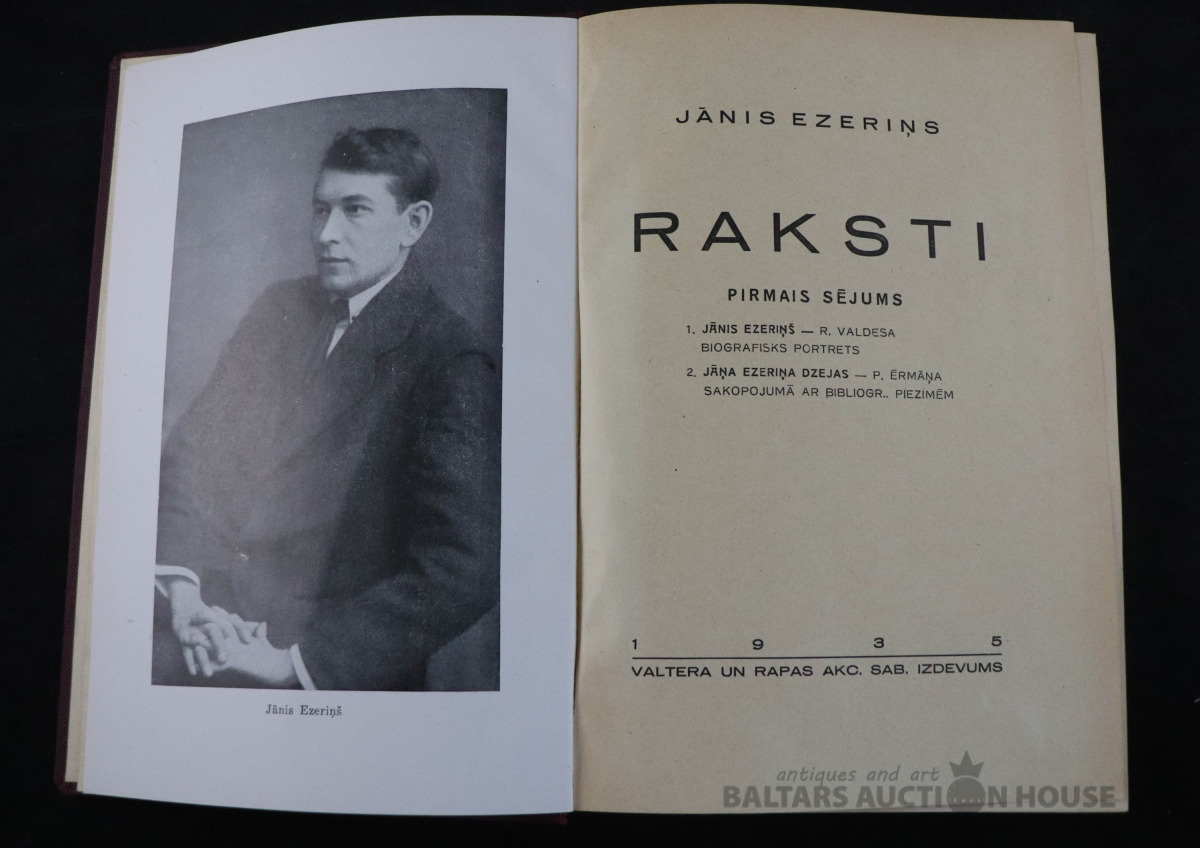 Jānis Ezeriņš
JĀNIS EZERIŅS
RAKSTI
PIRMAIS SĒJUMS
1. JĀNIS EZERIŅŠ — R. VALDESA
BIOGRAFISKS PORTRETS
2. JĀŅA EZERIŅA DZEJAS — P. ĒRMĀŅA
SAKOPOJUMĀ AR BIBLIOGR.. PIEZIMĒM
1 9 3 5
VALTERA UN RAPAS AKC. SAB. IZDEVUMS
antiques and art
BALTARS AUCTION HOUSE